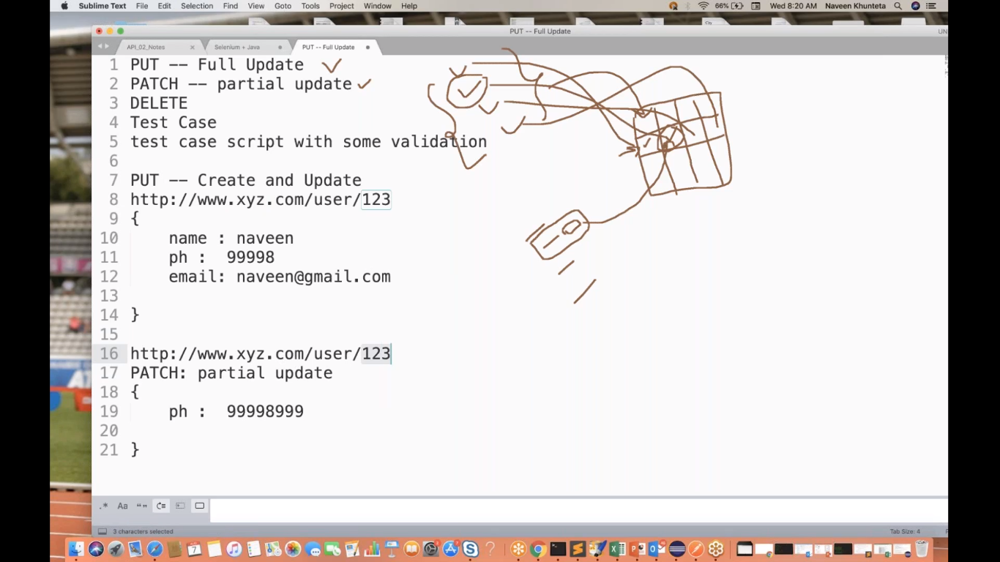 Sublime Text File Edit Selection Find View Goto Tools Project Window Help 66% Wed 8:20 AM Naveen Khunteta
PUT -- Full Update UN
API_02_Notes Selenium + Java PUT -- Full Update
1 PUT -- Full Update
2 PATCH -- partial update
3 DELETE
4 Test Case
5 test case script with some validation
6
7 PUT -- Create and Update
8 http://www.xyz.com/user/123
9 {
10 name : naveen
11 ph : 99998
12 email: naveen@gmail.com
13
14 }
15
16 http://www.xyz.com/user/123
17 PATCH: partial update
18 {
19 ph : 99998999
20
21 }
.* Aa “”
3 characters selected Tab Size: 4